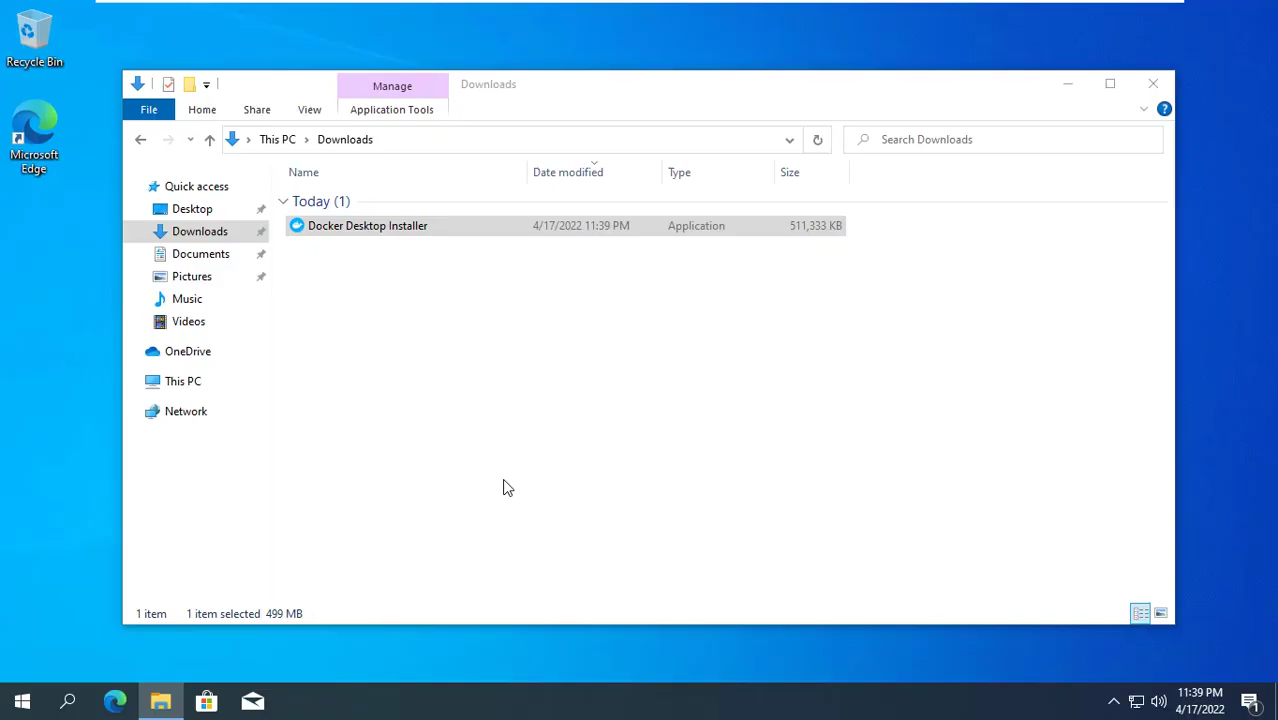 Recycle Bin
Microsoft
Edge
Manage
Downloads
File
Home
Share
View
Application Tools
This PC
Downloads
Search Downloads
Name
Date modified
Type
Size
Quick access
Desktop
Downloads
Documents
Pictures
Music
Videos
OneDrive
This PC
Network
Today (1)
Docker Desktop Installer
4/17/2022 11:39 PM
Application
511,333 KB
1 item
1 item selected
499 MB
11:39 PM
4/17/2022
1